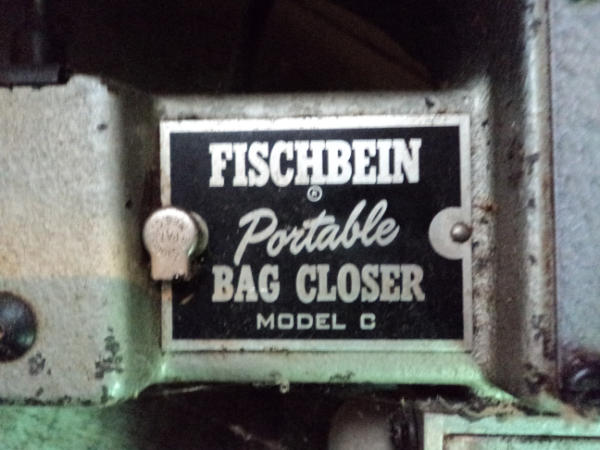 FISCHBEIN
®
Portable
BAG CLOSER
MODEL C